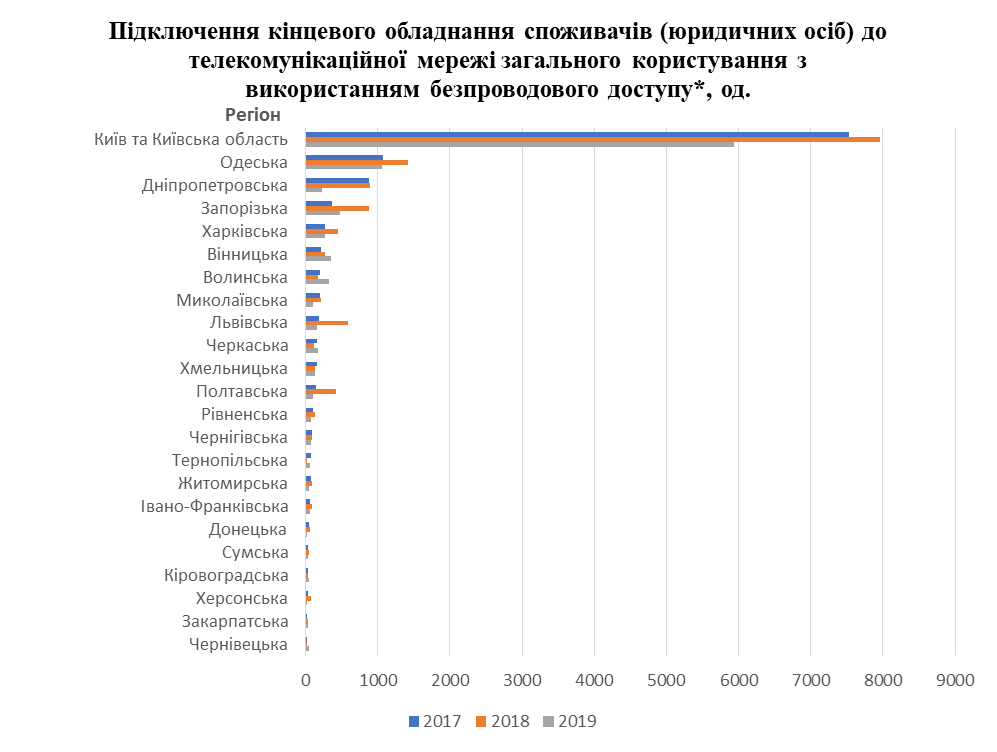 Підключення кінцевого обладнання споживачів (юридичних осіб) до
телекомунікаційної мережі загального користування з
використанням безпроводового доступу*, од.
Регіон
Київ та Київська область
Одеська
Дніпропетровська
Запорізька
Харківська
Вінницька
Волинська
Миколаївська
Львівська
Черкаська
Хмельницька
Полтавська
Рівненська
Чернігівська
Тернопільська
Житомирська
Івано-Франківська
Донецька
Сумська
Кіровоградська
Херсонська
Закарпатська
Чернівецька
0 1000 2000 3000 4000 5000 6000 7000 8000 9000
2017 2018 2019